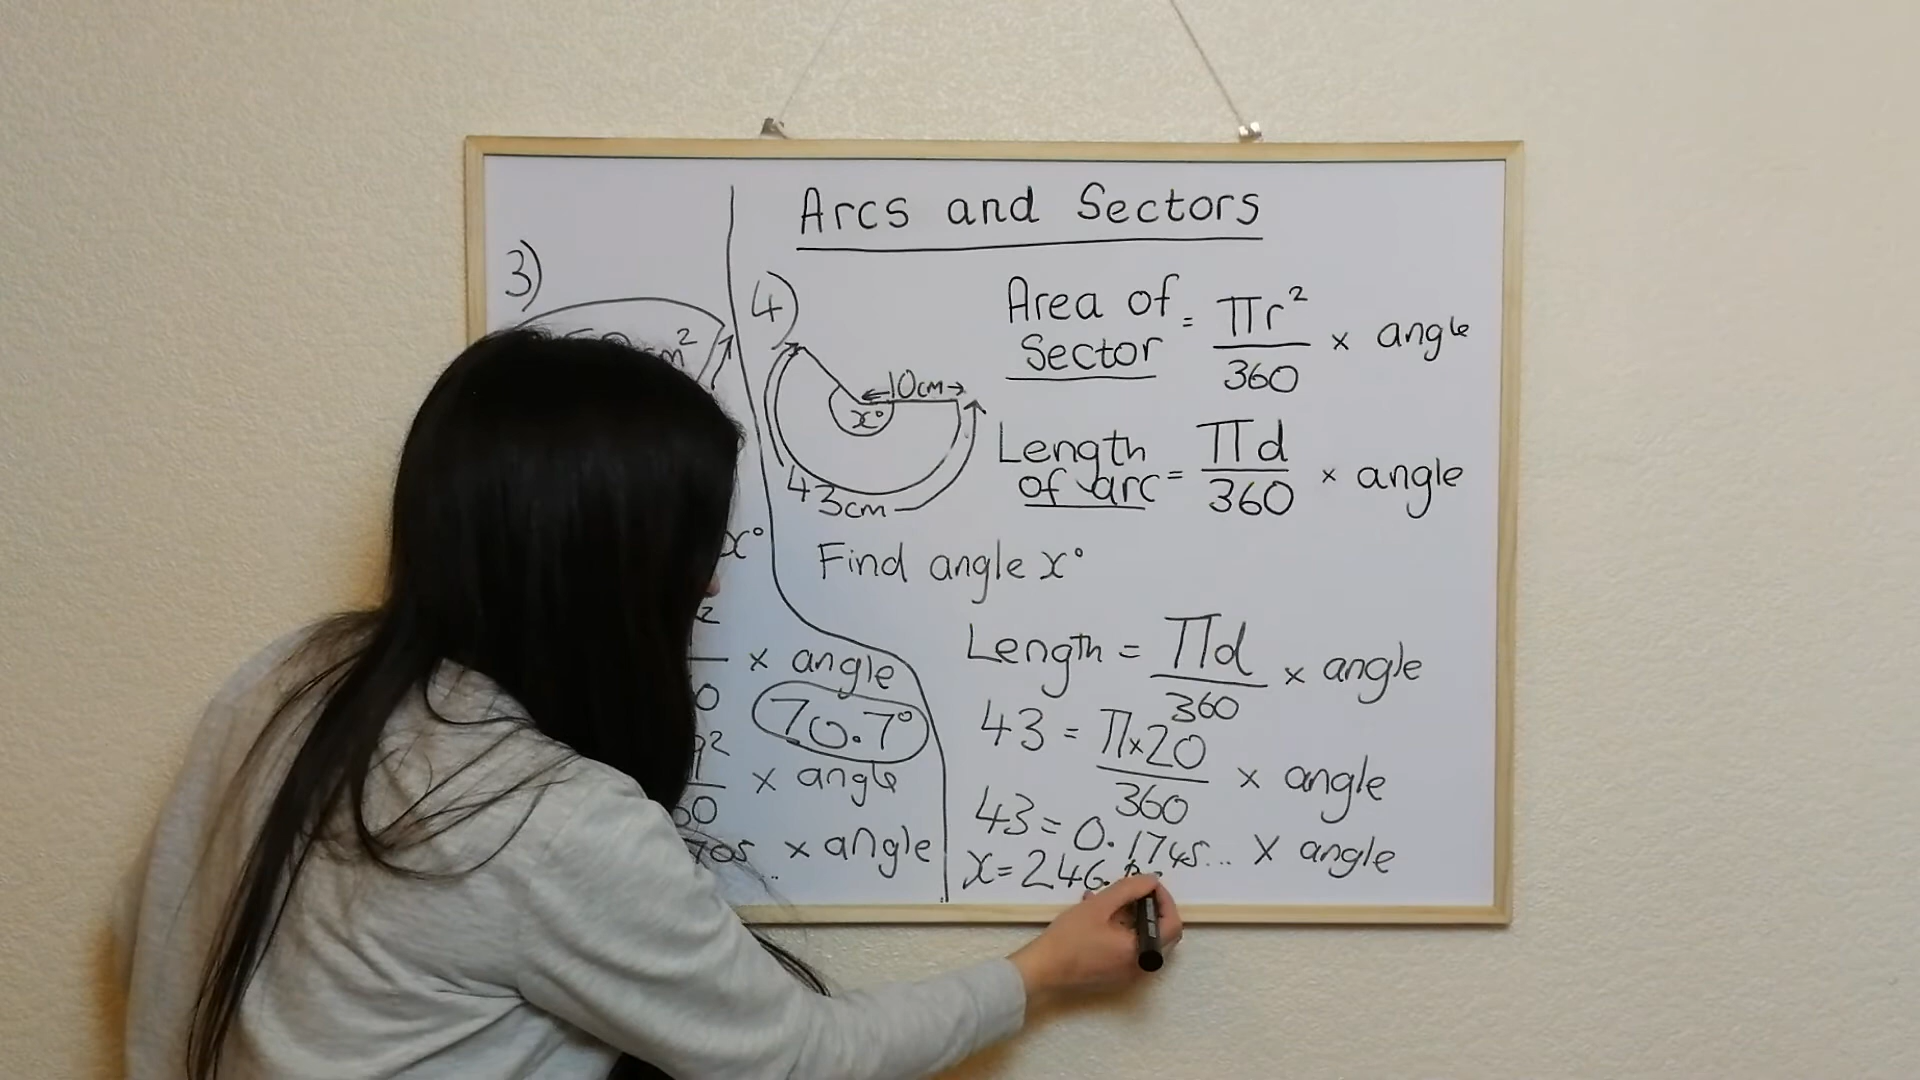 Arcs and Sectors
3)
cm²
x°
× angle
70.7°
× angle
705... × angle
4)
10cm
x°
43cm
Area of Sector = πr²/360 × angle
Length of arc = πd/360 × angle
Find angle x°
Length = πd/360 × angle
43 = π×20/360 × angle
43 = 0.1745... × angle
x = 246.